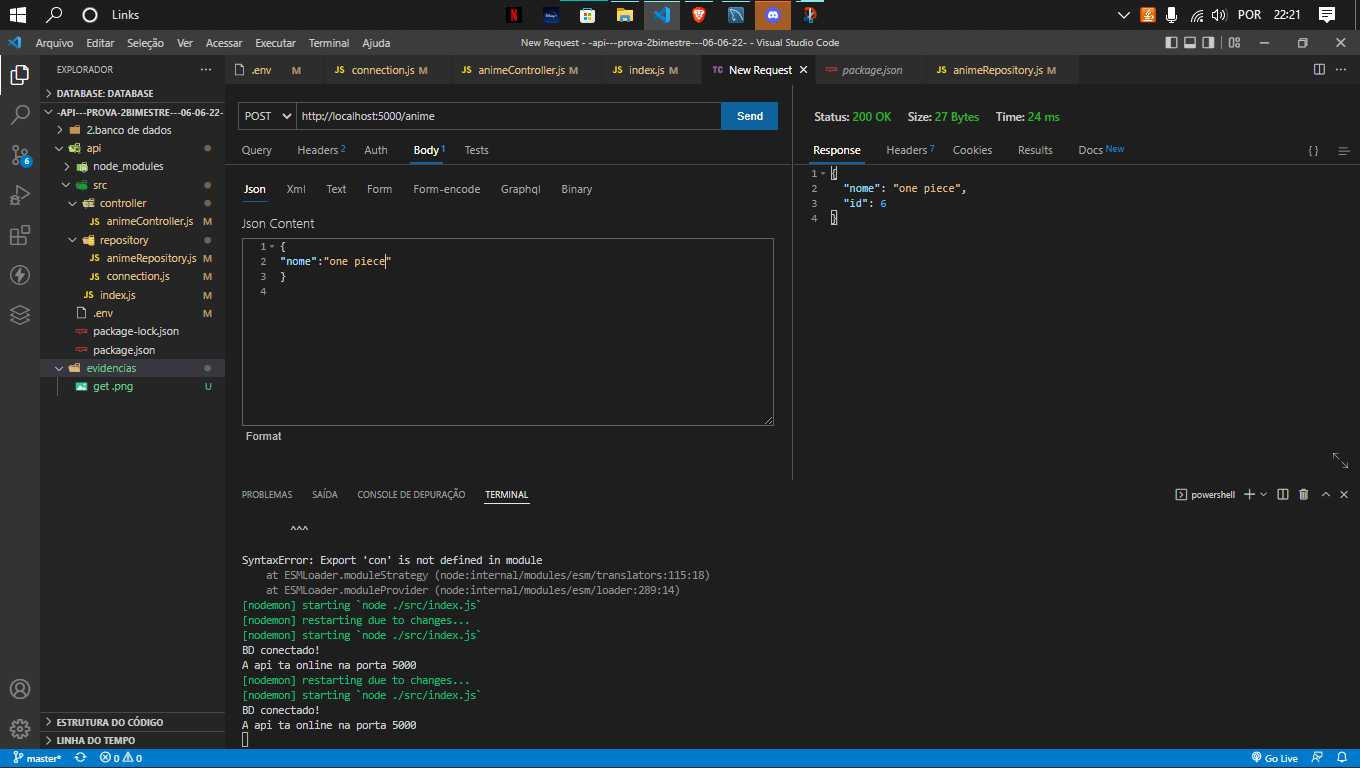 Links
POR 22:21
Arquivo Editar Seleção Ver Acessar Executar Terminal Ajuda
New Request - -api---prova-2bimestre---06-06-22- - Visual Studio Code
EXPLORADOR
DATABASE: DATABASE
-API---PROVA-2BIMESTRE---06-06-22-
2.banco de dados
api
node_modules
src
controller
JS animeController.js M
repository
JS animeRepository.js M
JS connection.js M
JS index.js M
.env M
package-lock.json
package.json
evidencias
get .png U
ESTRUTURA DO CÓDIGO
LINHA DO TEMPO
6
.env M
JS connection.js M
JS animeController.js M
JS index.js M
TC New Request
package.json
JS animeRepository.js M
POST http://localhost:5000/anime Send
Query Headers 2 Auth Body 1 Tests
Json Xml Text Form Form-encode Graphql Binary
Json Content
1 {
2 "nome":"one piece"
3 }
4
Format
Status: 200 OK Size: 27 Bytes Time: 24 ms
Response Headers 7 Cookies Results Docs New { }
1 {
2 "nome": "one piece",
3 "id": 6
4 }
PROBLEMAS SAÍDA CONSOLE DE DEPURAÇÃO TERMINAL
powershell
^^^
SyntaxError: Export 'con' is not defined in module
at ESMLoader.moduleStrategy (node:internal/modules/esm/translators:115:18)
at ESMLoader.moduleProvider (node:internal/modules/esm/loader:289:14)
[nodemon] starting `node ./src/index.js`
[nodemon] restarting due to changes...
[nodemon] starting `node ./src/index.js`
BD conectado!
A api ta online na porta 5000
[nodemon] restarting due to changes...
[nodemon] starting `node ./src/index.js`
BD conectado!
A api ta online na porta 5000
master* 0 0
Go Live